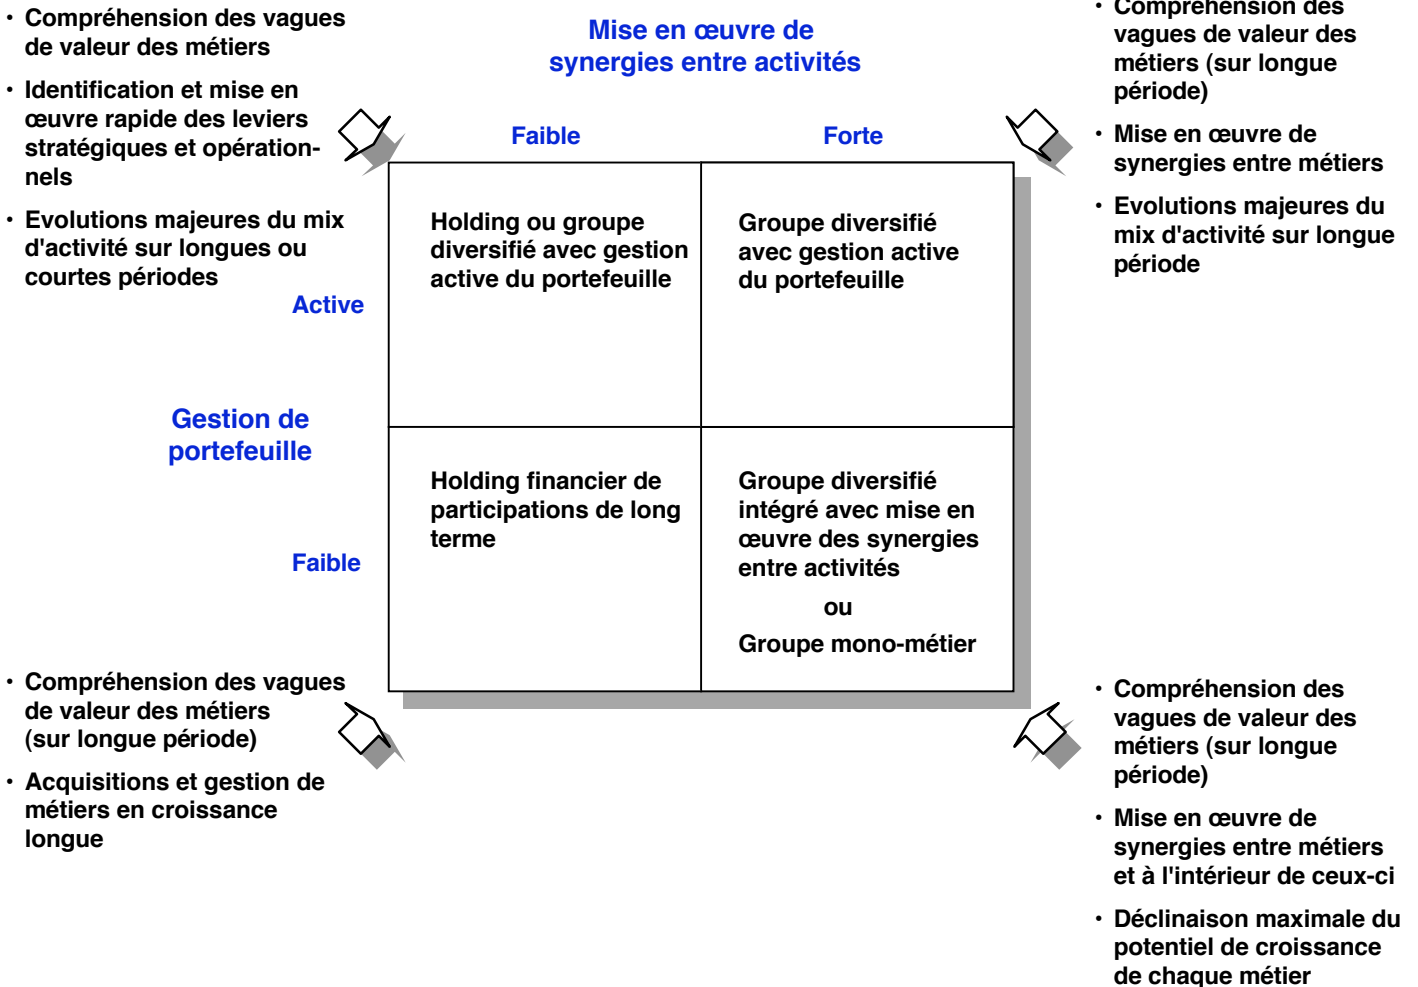 • Compréhension des vagues
de valeur des métiers
• Identification et mise en
œuvre rapide des leviers
stratégiques et opération-
nels
• Evolutions majeures du mix
d'activité sur longues ou
courtes périodes
Mise en œuvre de
synergies entre activités
Faible
Forte
• Compréhension des
vagues de valeur des
métiers (sur longue
période)
• Mise en œuvre de
synergies entre métiers
• Evolutions majeures du
mix d'activité sur longue
période
Gestion de
portefeuille
Active
Holding ou groupe
diversifié avec gestion
active du portefeuille
Groupe diversifié
avec gestion active
du portefeuille
Faible
Holding financier de
participations de long
terme
Groupe diversifié
intégré avec mise en
œuvre des synergies
entre activités
ou
Groupe mono-métier
• Compréhension des vagues
de valeur des métiers
(sur longue période)
• Acquisitions et gestion de
métiers en croissance
longue
• Compréhension des
vagues de valeur des
métiers (sur longue
période)
• Mise en œuvre de
synergies entre métiers
et à l'intérieur de ceux-ci
• Déclinaison maximale du
potentiel de croissance
de chaque métier